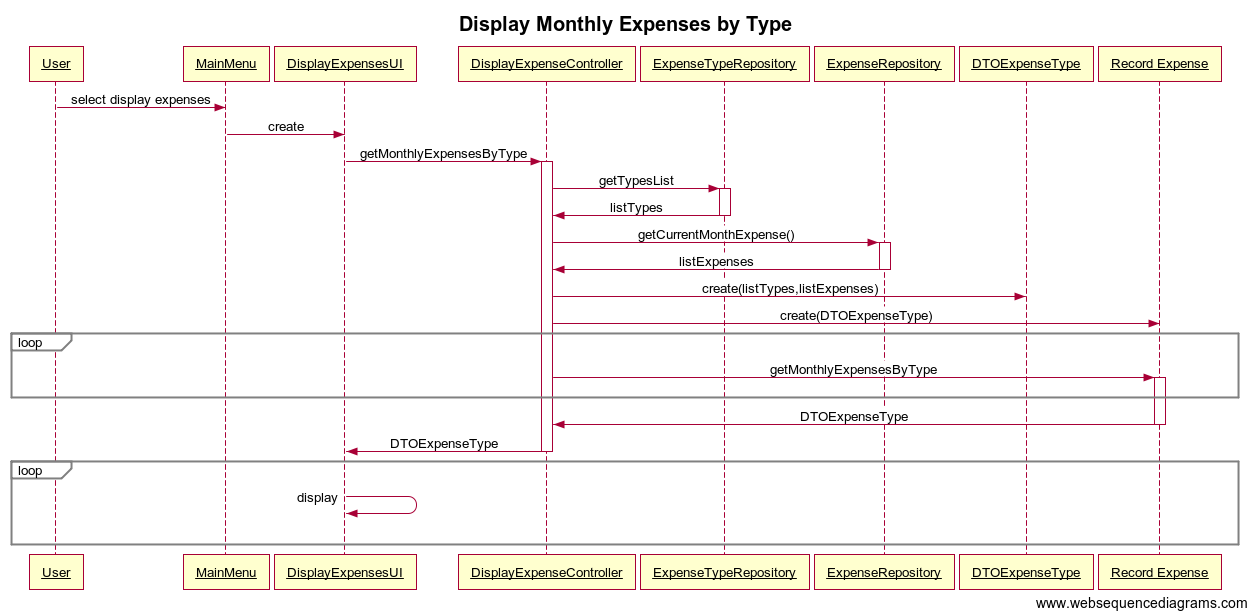 Display Monthly Expenses by Type
User
MainMenu
DisplayExpensesUI
DisplayExpenseController
ExpenseTypeRepository
ExpenseRepository
DTOExpenseType
Record Expense
select display expenses
create
getMonthlyExpensesByType
getTypesList
listTypes
getCurrentMonthExpense()
listExpenses
create(listTypes,listExpenses)
create(DTOExpenseType)
loop
getMonthlyExpensesByType
DTOExpenseType
DTOExpenseType
loop
display
User
MainMenu
DisplayExpensesUI
DisplayExpenseController
ExpenseTypeRepository
ExpenseRepository
DTOExpenseType
Record Expense
www.websequencediagrams.com